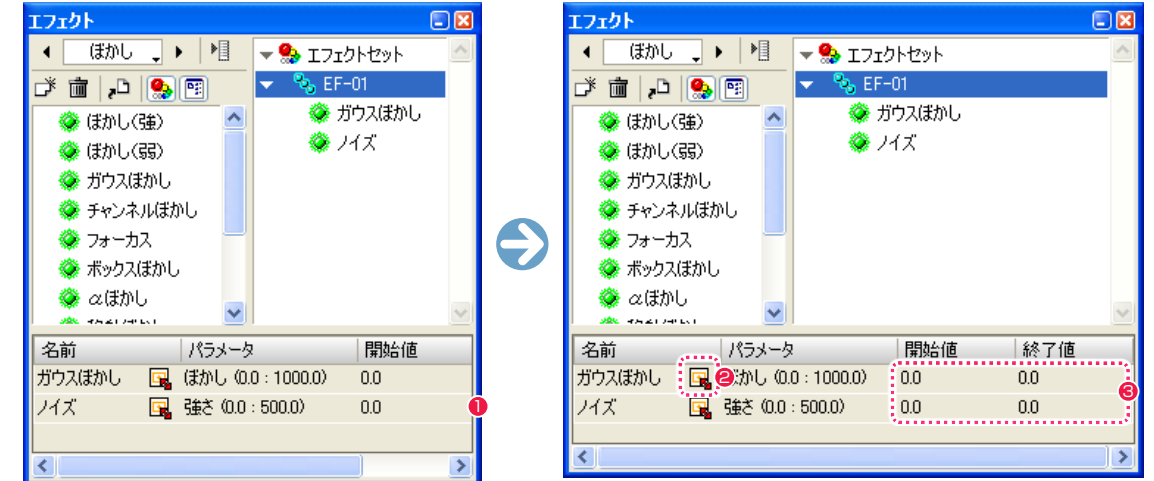 エフェクト
ぼかし
エフェクトセット
EF-01
ガウスぼかし
ノイズ
ぼかし(強)
ぼかし(弱)
ガウスぼかし
チャンネルぼかし
フォーカス
ボックスぼかし
αぼかし
名前 パラメータ 開始値
ガウスぼかし ぼかし (0.0 : 1000.0) 0.0
ノイズ 強さ (0.0 : 500.0) 0.0
1
エフェクト
ぼかし
エフェクトセット
EF-01
ガウスぼかし
ノイズ
ぼかし(強)
ぼかし(弱)
ガウスぼかし
チャンネルぼかし
フォーカス
ボックスぼかし
αぼかし
名前 パラメータ 開始値 終了値
ガウスぼかし 2 ぼかし (0.0 : 1000.0) 0.0 0.0
ノイズ 強さ (0.0 : 500.0) 0.0 0.0
3